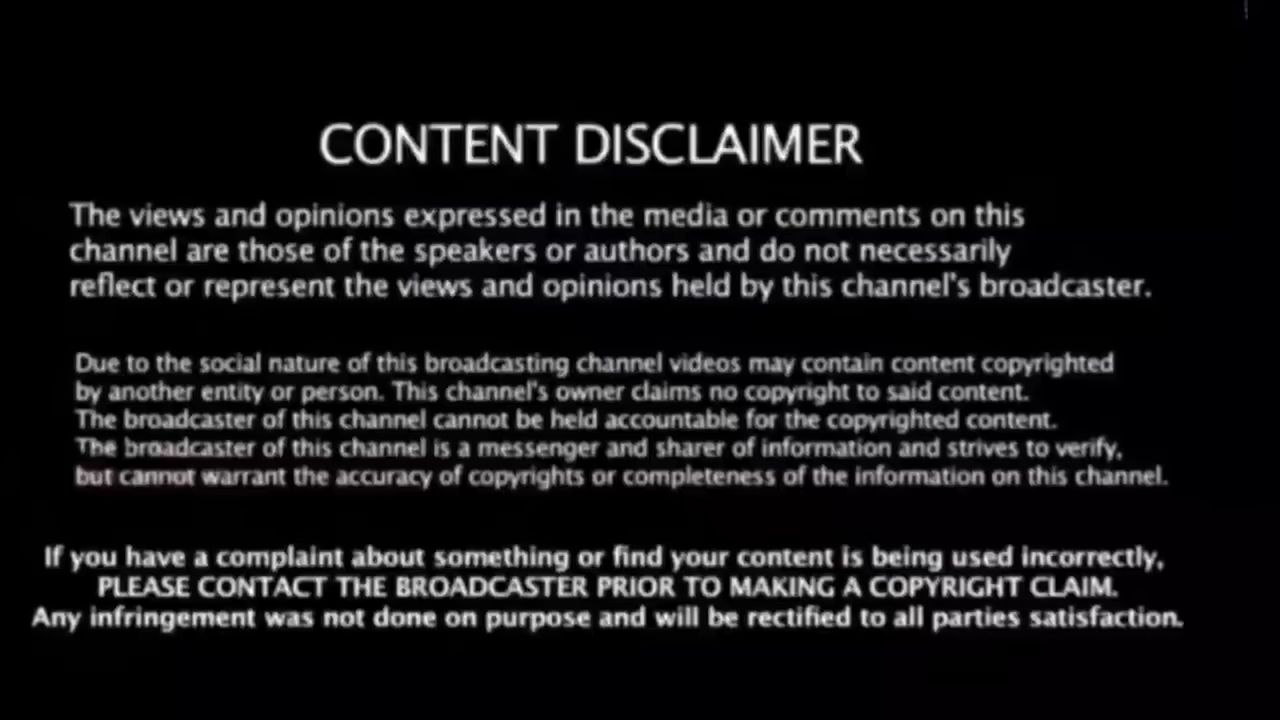 CONTENT DISCLAIMER
The views and opinions expressed in the media or comments on this
channel are those of the speakers or authors and do not necessarily
reflect or represent the views and opinions held by this channel's broadcaster.
Due to the social nature of this broadcasting channel videos may contain content copyrighted
by another entity or person. This channel's owner claims no copyright to said content.
The broadcaster of this channel cannot be held accountable for the copyrighted content.
The broadcaster of this channel is a messenger and sharer of information and strives to verify,
but cannot warrant the accuracy of copyrights or completeness of the information on this channel.
If you have a complaint about something or find your content is being used incorrectly,
PLEASE CONTACT THE BROADCASTER PRIOR TO MAKING A COPYRIGHT CLAIM.
Any infringement was not done on purpose and will be rectified to all parties satisfaction.